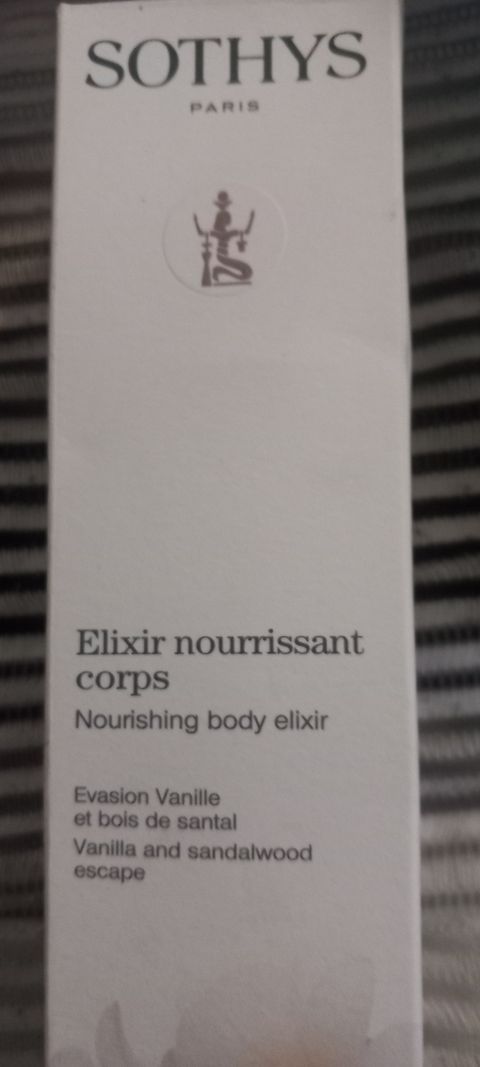 SOTHYS
PARIS
Elixir nourrissant
corps
Nourishing body elixir
Evasion Vanille
et bois de santal
Vanilla and sandalwood
escape